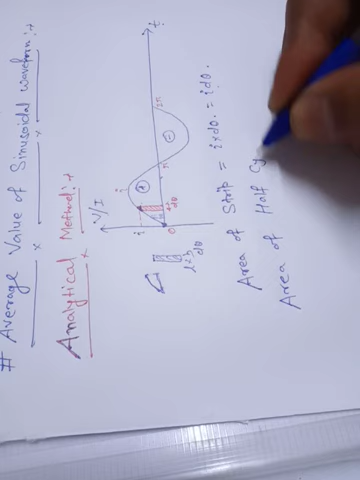 # Average Value of Sinusoidal waveform:→
Analytical Method:→
V/I
t
i
i
+
-
0
dθ
π
2π
l×b
dθ
Area of Strip = i×dθ. = idθ.
Area of Half Cy